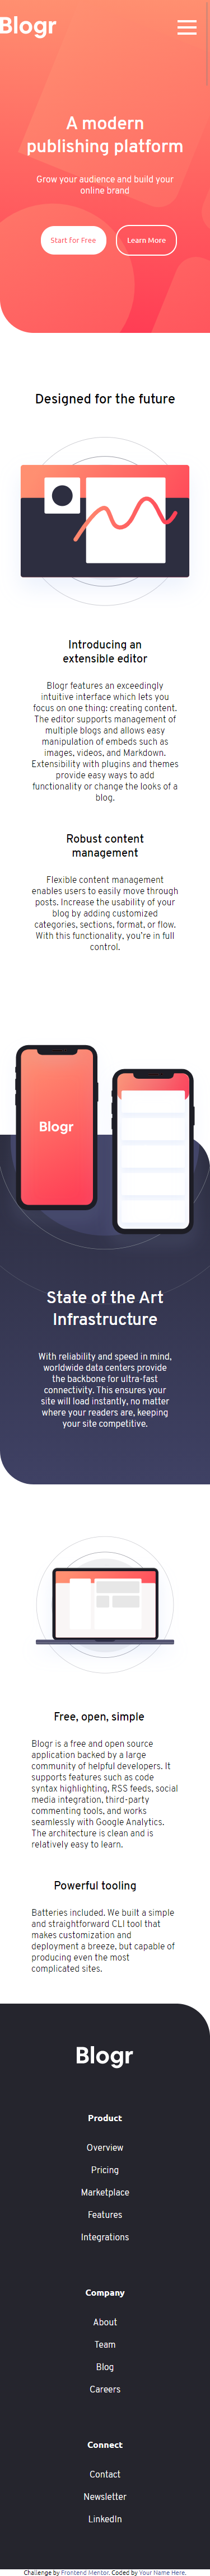 Blogr
A modern
publishing platform
Grow your audience and build your
online brand
Start for Free
Learn More
Designed for the future
Introducing an
extensible editor
Blogr features an exceedingly
intuitive interface which lets you
focus on one thing: creating content.
The editor supports management of
multiple blogs and allows easy
manipulation of embeds such as
images, videos, and Markdown.
Extensibility with plugins and themes
provide easy ways to add
functionality or change the looks of a
blog.
Robust content
management
Flexible content management
enables users to easily move through
posts. Increase the usability of your
blog by adding customized
categories, sections, format, or flow.
With this functionality, you're in full
control.
Blogr
State of the Art
Infrastructure
With reliability and speed in mind,
worldwide data centers provide
the backbone for ultra-fast
connectivity. This ensures your
site will load instantly, no matter
where your readers are, keeping
your site competitive.
Free, open, simple
Blogr is a free and open source
application backed by a large
community of helpful developers. It
supports features such as code
syntax highlighting, RSS feeds, social
media integration, third-party
commenting tools, and works
seamlessly with Google Analytics.
The architecture is clean and is
relatively easy to learn.
Powerful tooling
Batteries included. We built a simple
and straightforward CLI tool that
makes customization and
deployment a breeze, but capable of
producing even the most
complicated sites.
Blogr
Product
Overview
Pricing
Marketplace
Features
Integrations
Company
About
Team
Blog
Careers
Connect
Contact
Newsletter
LinkedIn
Challenge by Frontend Mentor. Coded by Your Name Here.